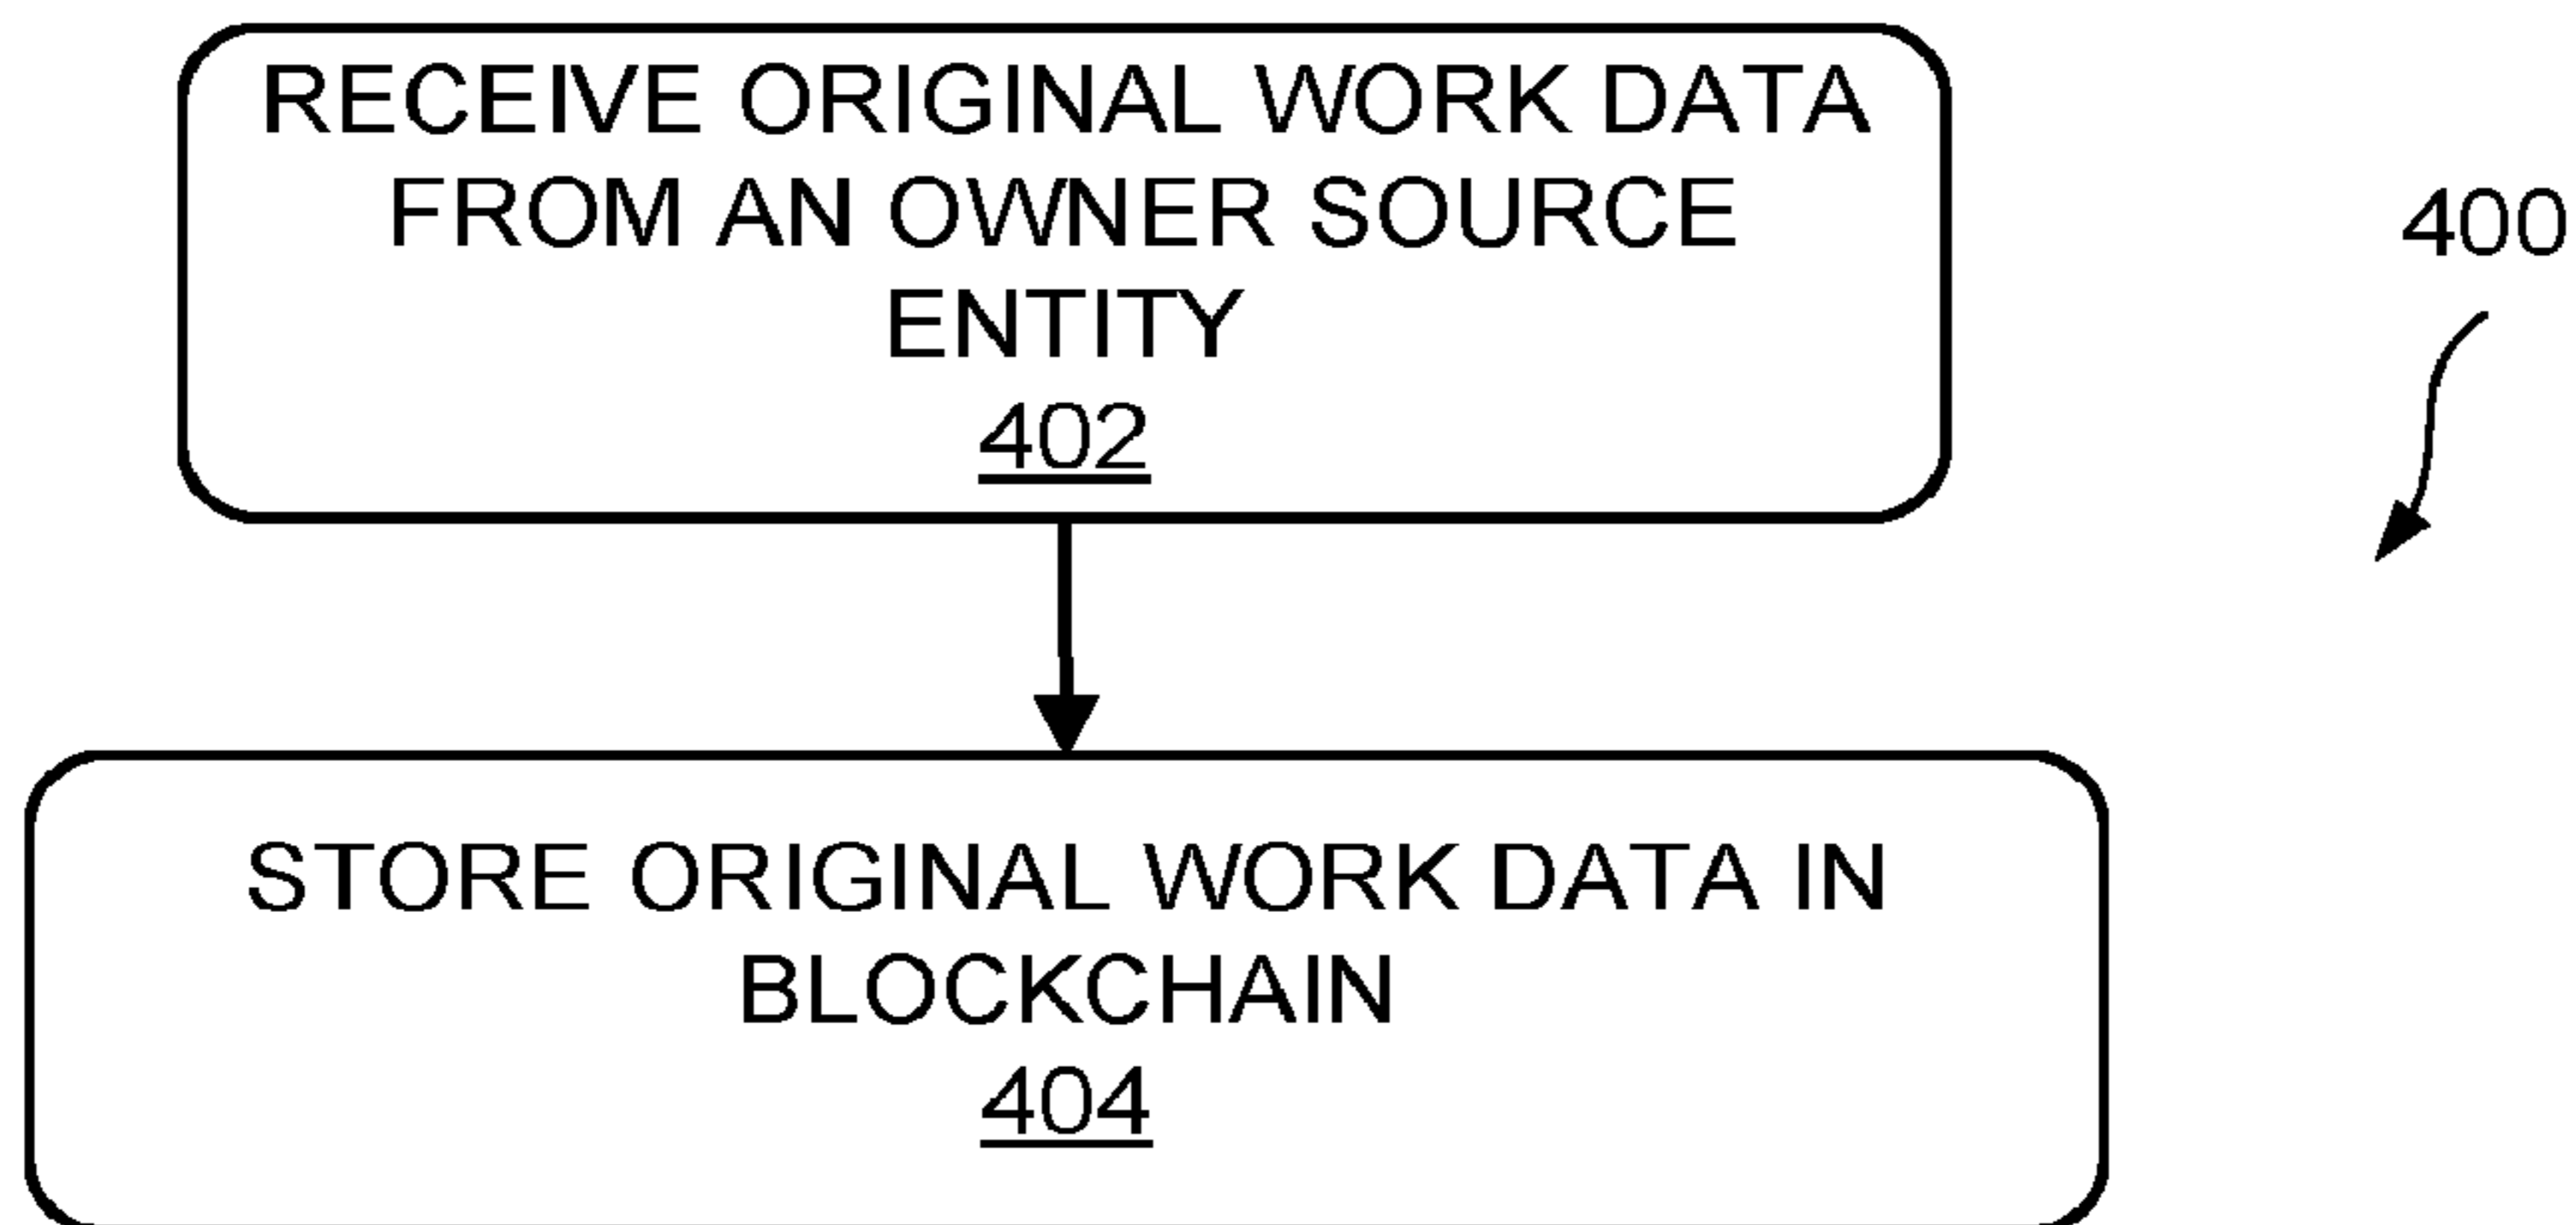 RECEIVE ORIGINAL WORK DATA
FROM AN OWNER SOURCE
ENTITY
402
400
STORE ORIGINAL WORK DATA IN
BLOCKCHAIN
404